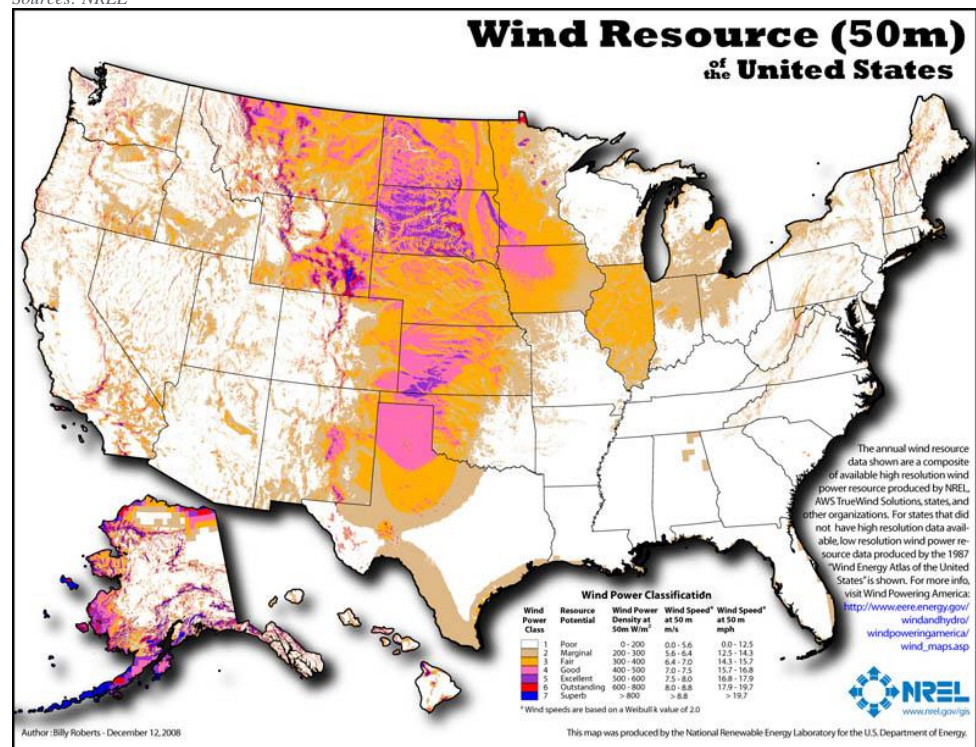 Sources: NREL
Wind Resource (50m)
of the United States
The annual wind resource
data shown are a composite
of available high resolution wind
power resource produced by NREL,
AWS TrueWind Solutions, states, and
other organizations. For states that did
not have high resolution data avail-
able, low resolution wind power re-
source data produced by the 1987
"Wind Energy Atlas of the United
States" is shown. For more info,
visit Wind Powering America:
http://www.eere.energy.gov/
windandhydro/
windpoweringamerica/
wind_maps.asp
Wind Power Classification
Wind Power Class Resource Potential Wind Power Density at 50m W/m² Wind Speedª at 50 m m/s Wind Speedª at 50 m mph
1 Poor 0 - 200 0.0 - 5.6 0.0 - 12.5
2 Marginal 200 - 300 5.6 - 6.4 12.5 - 14.3
3 Fair 300 - 400 6.4 - 7.0 14.3 - 15.7
4 Good 400 - 500 7.0 - 7.5 15.7 - 16.8
5 Excellent 500 - 600 7.5 - 8.0 16.8 - 17.9
6 Outstanding 600 - 800 8.0 - 8.8 17.9 - 19.7
7 Superb > 800 > 8.8 > 19.7
ª Wind speeds are based on a Weibull k value of 2.0
NREL
www.nrel.gov/gis
Author : Billy Roberts - December 12, 2008
This map was produced by the National Renewable Energy Laboratory for the U.S. Department of Energy.